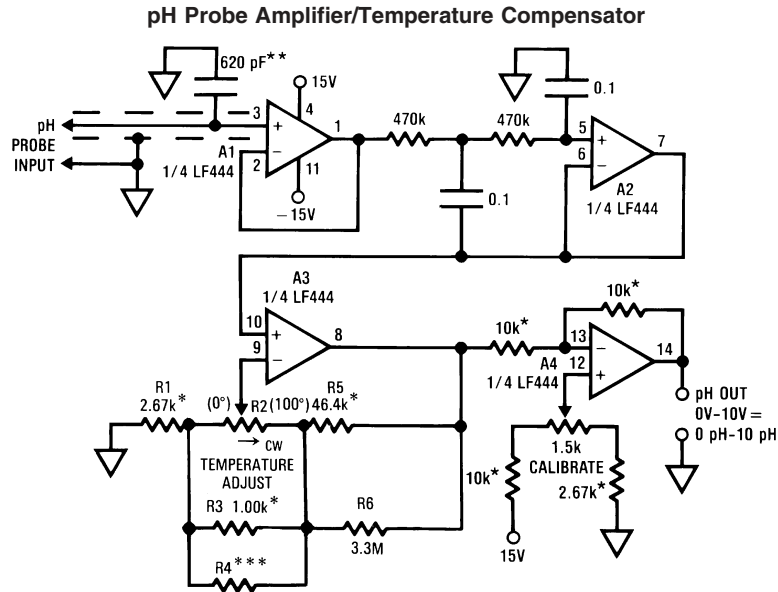 pH Probe Amplifier/Temperature Compensator
620 pF**
15V
4
3
+
pH
PROBE
INPUT
A1
1/4 LF444
2
−
1
11
−15V
470k
470k
0.1
5
+
6
−
7
A2
1/4 LF444
0.1
A3
1/4 LF444
10
+
9
−
8
10k*
10k*
13
−
A4
12
+
14
1/4 LF444
pH OUT
0V-10V =
0 pH-10 pH
R1
2.67k*
(0°)
R2
(100°)
R5
46.4k*
→ CW
TEMPERATURE
ADJUST
R3 1.00k*
R6
3.3M
R4***
1.5k
CALIBRATE
10k*
2.67k*
15V